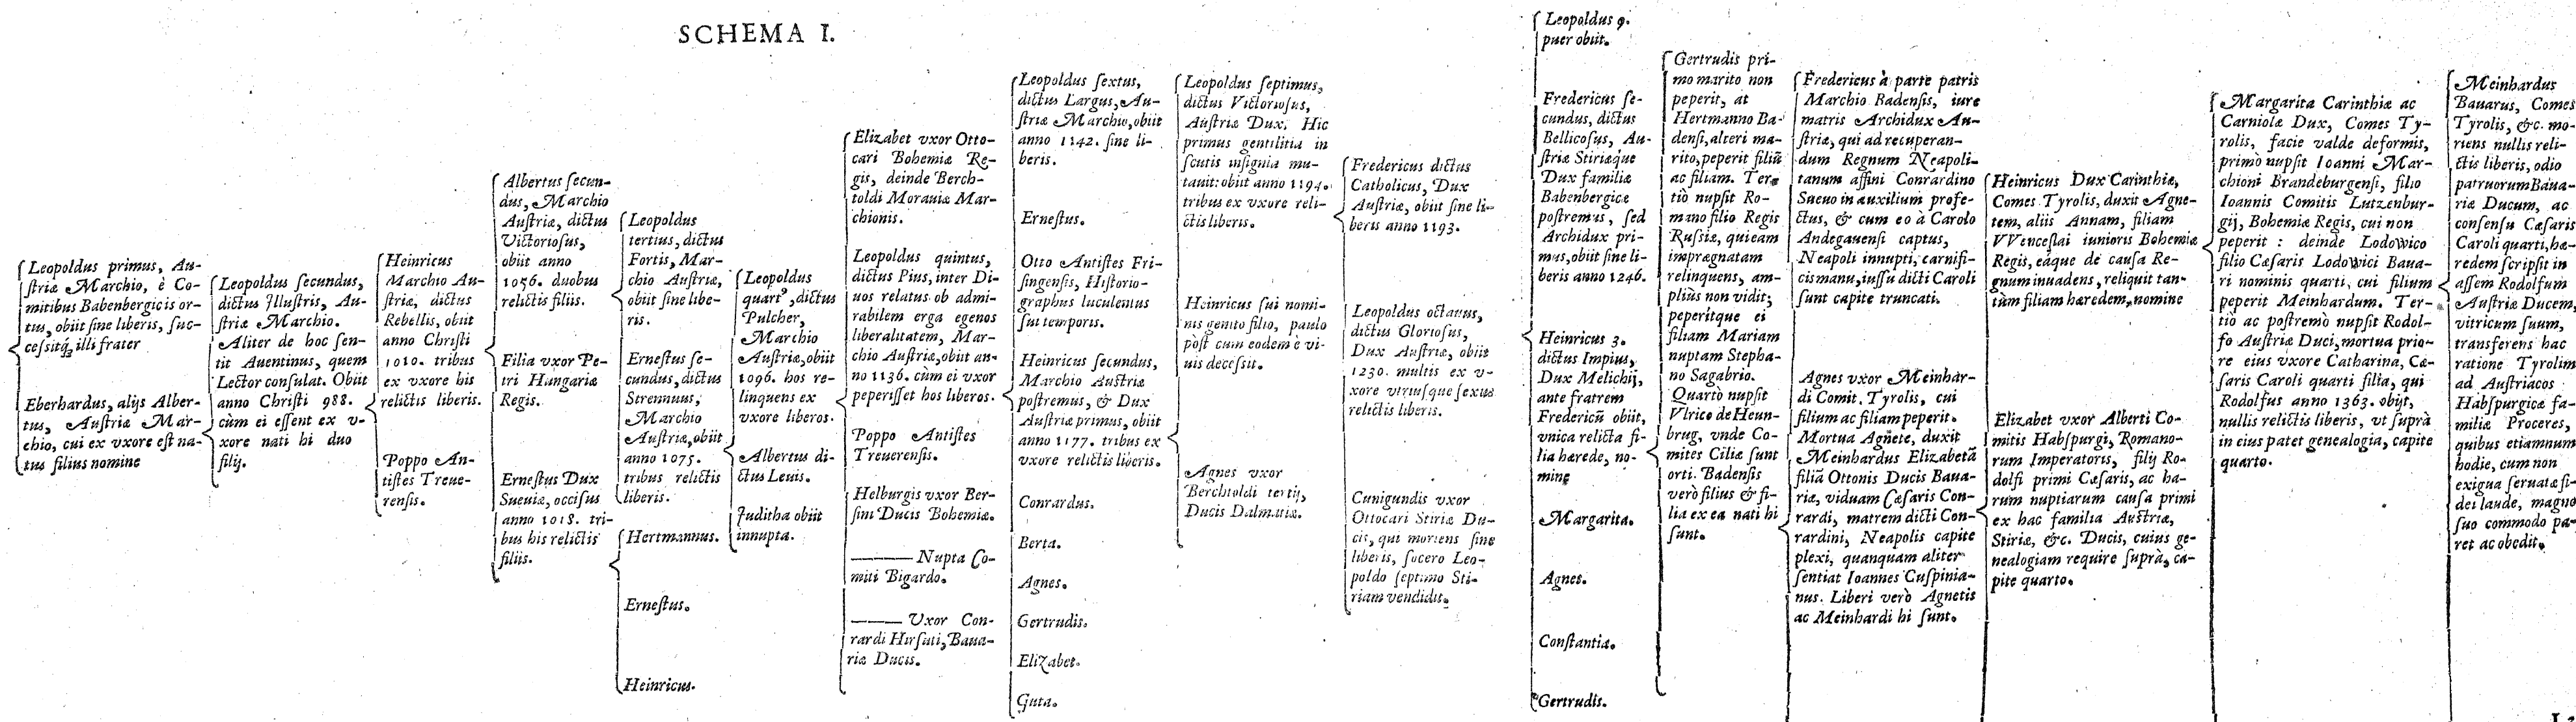 SCHEMA I.
Leopoldus primus, Au-
ſtriæ Marchio, è Co-
mitibus Babenbergicis or-
tus, obiit ſine liberis, ſuc-
ceſsitq́; illi frater
Eberhardus, alijs Alber-
tus, Auſtriæ Mar-
chio, cui ex vxore eſt na-
tus filius nomine
Leopoldus ſecundus,
dictus Illuſtris, Au-
ſtriæ Marchio.
Aliter de hoc ſen-
tit Auentinus, quem
Lector conſulat. Obiit
anno Chriſti 988.
cùm ei eſſent ex v-
xore nati hi duo
filij.
Heinricus
Marchio Au-
ſtriæ, dictus
Rebellis, obiit
anno Chriſti
1010. tribus
ex vxore his
relictis liberis.
Poppo An-
tiſtes Treue-
renſis.
Albertus ſecun-
dus, Marchio
Auſtriæ, dictus
Victorioſus,
obiit anno
1056. duobus
relictis filiis.
Filia vxor Pe-
tri Hungariæ
Regis.
Erneſtus Dux
Sueuiæ, occiſus
anno 1018. tri-
bus his relictis
filiis.
Leopoldus
tertius, dictus
Fortis, Mar-
chio Auſtriæ,
obiit ſine libe-
ris.
Erneſtus ſe-
cundus, dictus
Strennuus,
Marchio
Auſtriæ, obiit
anno 1075.
tribus relictis
liberis.
Hertmannus.
Erneſtus.
Heinricus.
Leopoldus
quartꝰ, dictus
Pulcher,
Marchio
Auſtriæ, obiit
1096. hos re-
linquens ex
vxore liberos.
Albertus di-
ctus Leuis.
Juditha obiit
innupta.
Elizabet vxor Otto-
cari Bohemiæ Re-
gis, deinde Berch-
toldi Morauiæ Mar-
chionis.
Leopoldus quintus,
dictus Pius, inter Di-
uos relatus ob admi-
rabilem erga egenos
liberalitatem, Mar-
chio Auſtriæ, obiit an-
no 1136. cùm ei vxor
peperiſſet hos liberos.
Poppo Antiſtes
Treuerenſis.
Helburgis vxor Ber-
ſini Ducis Bohemiæ.
——— Nupta Co-
miti Bigardo.
——— Vxor Con-
rardi Hirſuti, Baua-
riæ Ducis.
Leopoldus ſextus,
dictus Largus, Au-
ſtriæ Marchio, obiit
anno 1142. ſine li-
beris.
Erneſtus.
Otto Antiſtes Fri-
ſingenſis, Hiſtorio-
graphus luculentus
ſui temporis.
Heinricus ſecundus,
Marchio Auſtriæ
poſtremus, & Dux
Auſtriæ primus, obiit
anno 1177. tribus ex
vxore relictis liberis.
Conrardus.
Berta.
Agnes.
Gertrudis.
Elizabet.
Guta.
Leopoldus ſeptimus,
dictus Victorioſus,
Auſtriæ Dux. Hic
primus gentilitia in
ſcutis inſignia mu-
tauit: obiit anno 1194.
tribus ex vxore reli-
ctis liberis.
Heinricus ſui nomi-
nis genito filio, paulo
pòſt cum eodem è vi-
uis deceſsit.
Agnes vxor
Berchtoldi tertij,
Ducis Dalmatiæ.
Fredericus dictus
Catholicus, Dux
Auſtriæ, obiit ſine li-
beris anno 1193.
Leopoldus octauus,
dictus Glorioſus,
Dux Auſtriæ, obiit
1230. multis ex v-
xore vtriuſque ſexus
relictis liberis.
Cunigundis vxor
Ottocari Stiriæ Du-
cis, qui moriens ſine
liberis, ſocero Leo-
poldo ſeptimo Sti-
riam vendidit.
Leopoldus 9.
puer obiit.
Fredericus ſe-
cundus, dictus
Bellicoſus, Au-
ſtriæ Stiriæque
Dux familiæ
Babenbergicæ
poſtremus, ſed
Archidux pri-
mus, obiit ſine li-
beris anno 1246.
Heinricus 3.
dictus Impius,
Dux Melichij,
ante fratrem
Fredericũ obiit,
vnica relicta fi-
lia hærede, no-
mine
Margarita.
Agnes.
Conſtantia.
Gertrudis.
Gertrudis pri-
mo marito non
peperit, at
Hertmanno Ba-
denſi, alteri ma-
rito, peperit filiũ
ac filiam. Ter-
tiò nupſit Ro-
mano filio Regis
Ruſsiæ, qui eam
imprægnatam
relinquens, am-
pliùs non vidit;
peperitque ei
filiam Mariam
nuptam Stepha-
no Sagabrio.
Quartò nupſit
Vlrico de Heun-
brug, vnde Co-
mites Ciliæ ſunt
orti. Badenſis
verò filius & fi-
lia ex ea nati hi
ſunt.
Fredericus à parte patris
Marchio Badenſis, iure
matris Archidux Au-
ſtriæ, qui ad recuperan-
dum Regnum Neapoli-
tanum affini Conrardino
Sueuo in auxilium profe-
ctus, & cum eo à Carolo
Andegauenſi captus,
Neapoli innupti, carnifi-
cis manu, iuſſu dicti Caroli
ſunt capite truncati.
Agnes vxor Meinhar-
di Comit. Tyrolis, cui
filium ac filiam peperit.
Mortua Agnete, duxit
Meinhardus Elizabetã
filiã Ottonis Ducis Baua-
riæ, viduam Cæſaris Con-
rardi, matrem dicti Con-
rardini, Neapolis capite
plexi, quanquam aliter
ſentiat Ioannes Cuſpinia-
nus. Liberi verò Agnetis
ac Meinhardi hi ſunt.
Heinricus Dux Carinthiæ,
Comes Tyrolis, duxit Agne-
tem, aliis Annam, filiam
VVenceſlai iunioris Bohemiæ
Regis, eáque de cauſa Re-
gnum inuadens, reliquit tan-
tùm filiam hæredem, nomine
Elizabet vxor Alberti Co-
mitis Habſpurgi, Romano-
rum Imperatoris, filij Ro-
dolfi primi Cæſaris, ac ha-
rum nuptiarum cauſa primi
ex hac familia Auſtriæ,
Stiriæ, &c. Ducis, cuius ge-
nealogiam require ſuprà, ca-
pite quarto.
Margarita Carinthiæ ac
Carniolæ Dux, Comes Ty-
rolis, facie valde deformis,
primò nupſit Ioanni Mar-
chioni Brandeburgenſi, filio
Ioannis Comitis Lutzenbur-
gij, Bohemiæ Regis, cui non
peperit : deinde Lodowico
filio Cæſaris Lodowici Baua-
ri nominis quarti, cui filium
peperit Meinhardum. Ter-
tiò ac poſtremò nupſit Rodol-
fo Auſtriæ Duci, mortua prio-
re eius vxore Catharina, Cæ-
ſaris Caroli quarti filia, qui
Rodolfus anno 1363. obijt,
nullis relictis liberis, vt ſuprà
in eius patet genealogia, capite
quarto.
Meinhardus
Bauarus, Comes
Tyrolis, &c. mo-
riens nullis reli-
ctis liberis, odio
patruorum Baua-
riæ Ducum, ac
conſenſu Cæſaris
Caroli quarti, hæ-
redem ſcripſit in
aſſem Rodolfum
Auſtriæ Ducem,
vitricum ſuum,
transferens hac
ratione Tyrolim
ad Auſtriacos
Habſpurgicæ fa-
miliæ Proceres,
quibus etiamnum
hodie, cum non
exigua ſeruatæ fi-
dei laude, magno
ſuo commodo pa-
ret ac obedit.